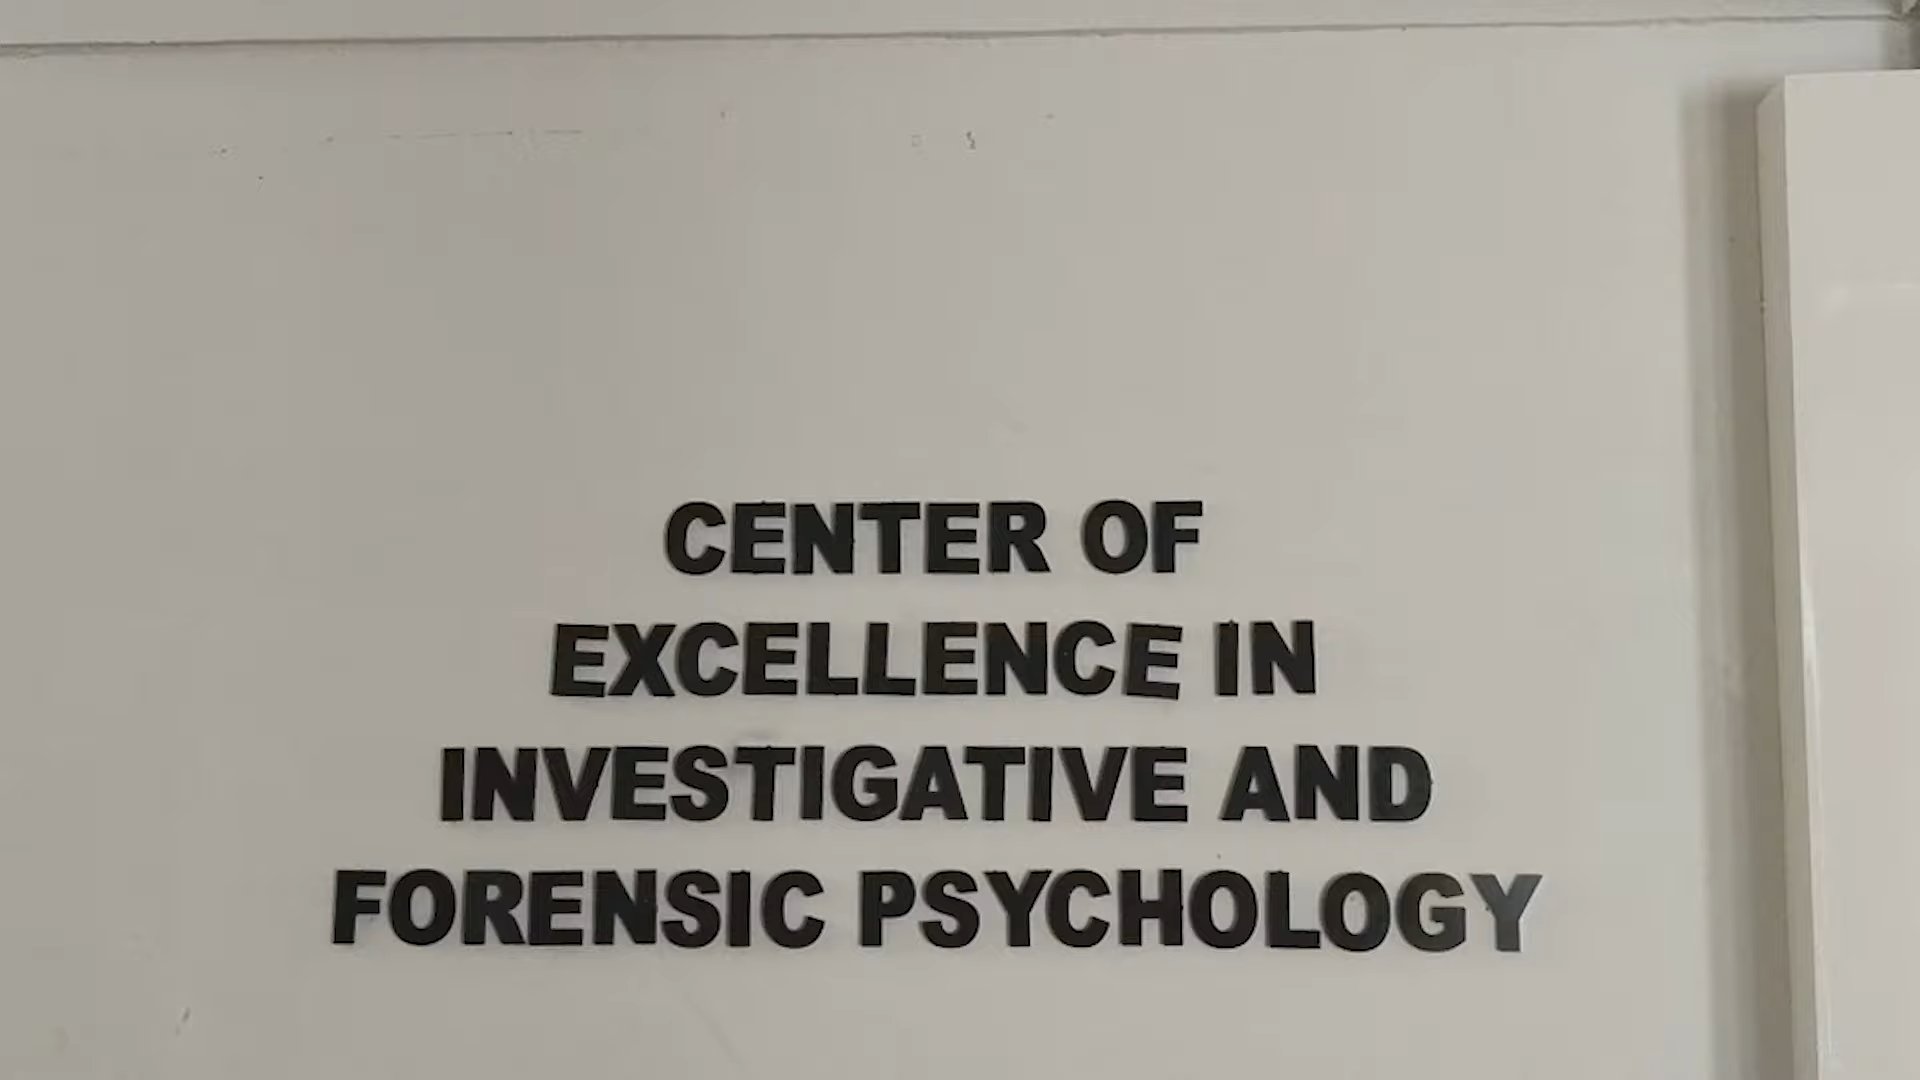 CENTER OF
EXCELLENCE IN
INVESTIGATIVE AND
FORENSIC PSYCHOLOGY